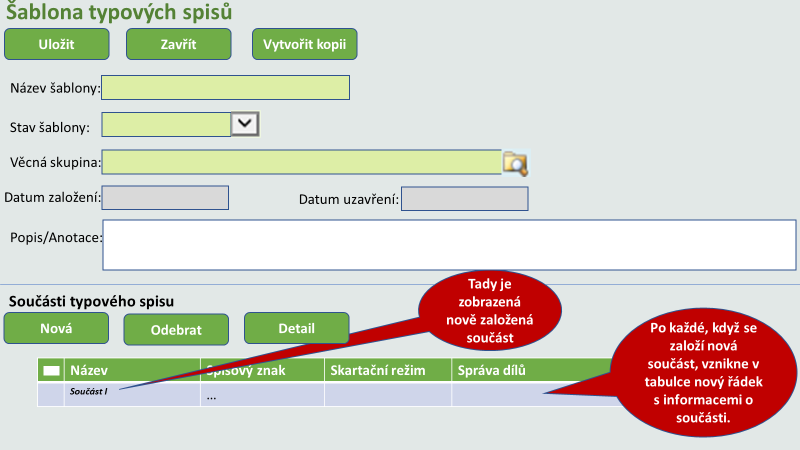 Šablona typových spisů
Uložit
Zavřít
Vytvořit kopii
Název šablony:
Stav šablony:
Věcná skupina:
Datum založení:
Datum uzavření:
Popis/Anotace:
Součásti typového spisu
Nová
Odebrat
Detail
Tady je
zobrazená
nově založená
součást
Název
Spisový znak
Skartační režim
Správa dílů
Součást I
...
Po každé, když se
založí nová
součást, vznikne v
tabulce nový řádek
s informacemi o
součásti.